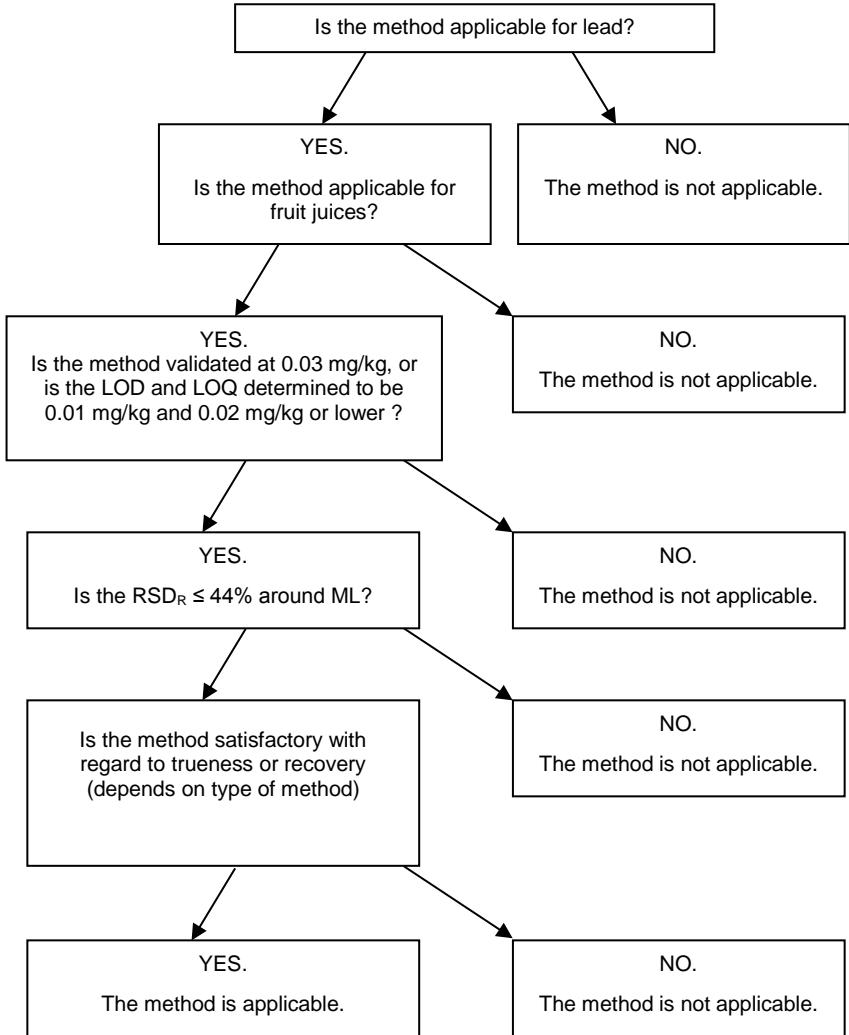 Is the method applicable for lead?
YES.
Is the method applicable for
fruit juices?
NO.
The method is not applicable.
YES.
Is the method validated at 0.03 mg/kg, or
is the LOD and LOQ determined to be
0.01 mg/kg and 0.02 mg/kg or lower ?
NO.
The method is not applicable.
YES.
Is the RSDR ≤ 44% around ML?
NO.
The method is not applicable.
Is the method satisfactory with
regard to trueness or recovery
(depends on type of method)
NO.
The method is not applicable.
YES.
The method is applicable.
NO.
The method is not applicable.